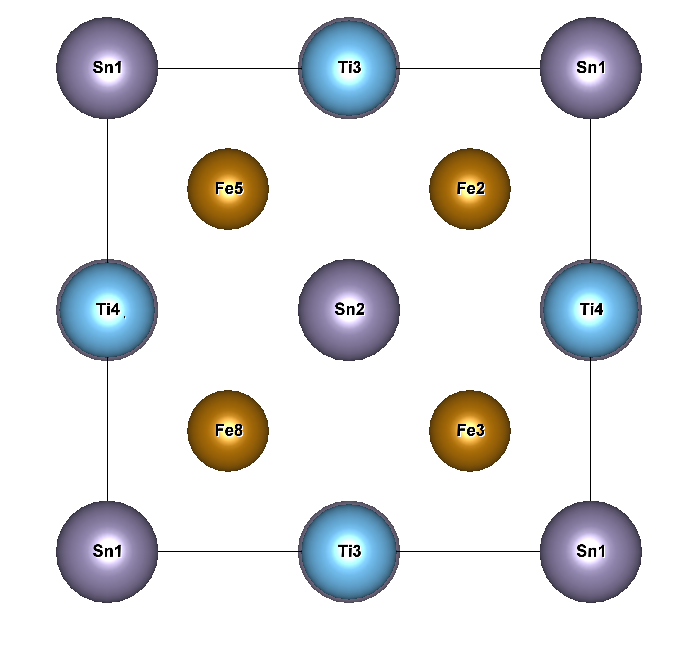 Sn1 Ti3 Sn1
Fe5 Fe2
Ti4 Sn2 Ti4
Fe8 Fe3
Sn1 Ti3 Sn1